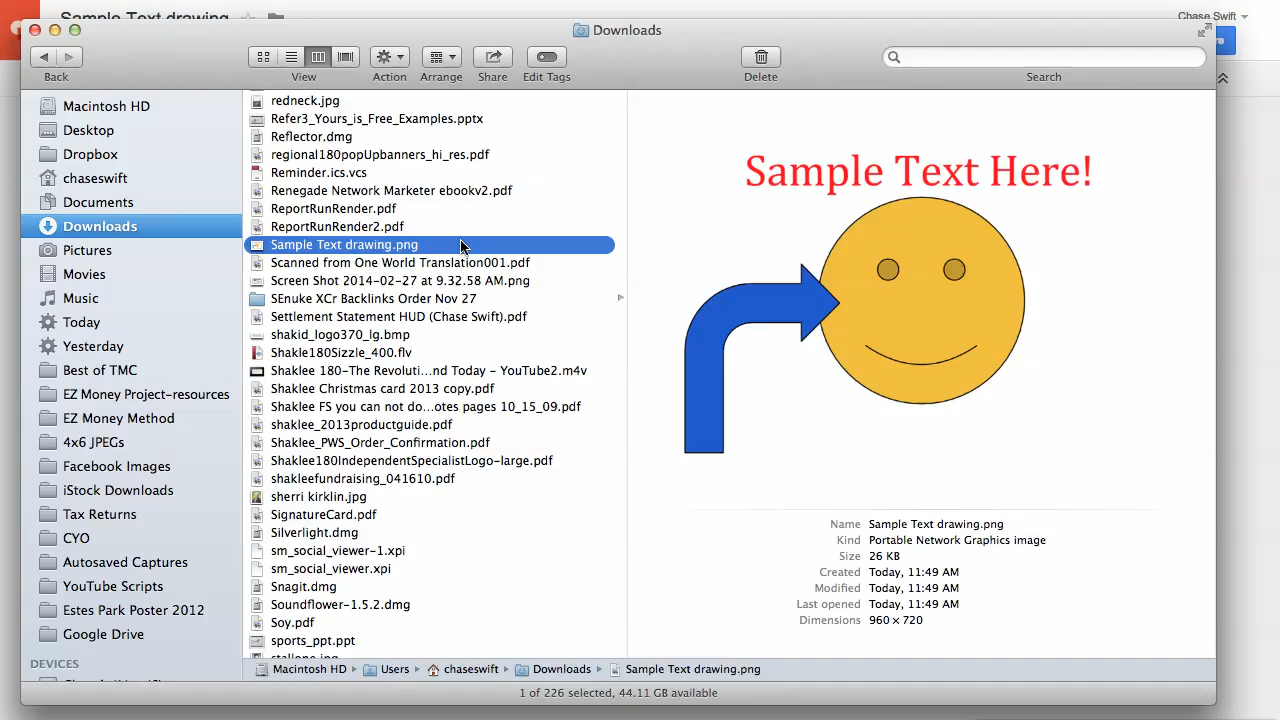 Sample Text drawing
Chase Swift
Downloads
Back
View
Action
Arrange
Share
Edit Tags
Delete
Search
Macintosh HD
Desktop
Dropbox
chaseswift
Documents
Downloads
Pictures
Movies
Music
Today
Yesterday
Best of TMC
EZ Money Project-resources
EZ Money Method
4x6 JPEGs
Facebook Images
iStock Downloads
Tax Returns
CYO
Autosaved Captures
YouTube Scripts
Estes Park Poster 2012
Google Drive
DEVICES
redneck.jpg
Refer3_Yours_is_Free_Examples.pptx
Reflector.dmg
regional180popUpbanners_hi_res.pdf
Reminder.ics.vcs
Renegade Network Marketer ebookv2.pdf
ReportRunRender.pdf
ReportRunRender2.pdf
Sample Text drawing.png
Scanned from One World Translation001.pdf
Screen Shot 2014-02-27 at 9.32.58 AM.png
SEnuke XCr Backlinks Order Nov 27
Settlement Statement HUD (Chase Swift).pdf
shakid_logo370_lg.bmp
Shakle180Sizzle_400.flv
Shaklee 180-The Revoluti...nd Today - YouTube2.m4v
Shaklee Christmas card 2013 copy.pdf
Shaklee FS you can not do...otes pages 10_15_09.pdf
shaklee_2013productguide.pdf
Shaklee_PWS_Order_Confirmation.pdf
Shaklee180IndependentSpecialistLogo-large.pdf
shakleefundraising_041610.pdf
sherri kirklin.jpg
SignatureCard.pdf
Silverlight.dmg
sm_social_viewer-1.xpi
sm_social_viewer.xpi
Snagit.dmg
Soundflower-1.5.2.dmg
Soy.pdf
sports_ppt.ppt
Sample Text Here!
Name Sample Text drawing.png
Kind Portable Network Graphics image
Size 26 KB
Created Today, 11:49 AM
Modified Today, 11:49 AM
Last opened Today, 11:49 AM
Dimensions 960 × 720
Macintosh HD Users chaseswift Downloads Sample Text drawing.png
1 of 226 selected, 44.11 GB available